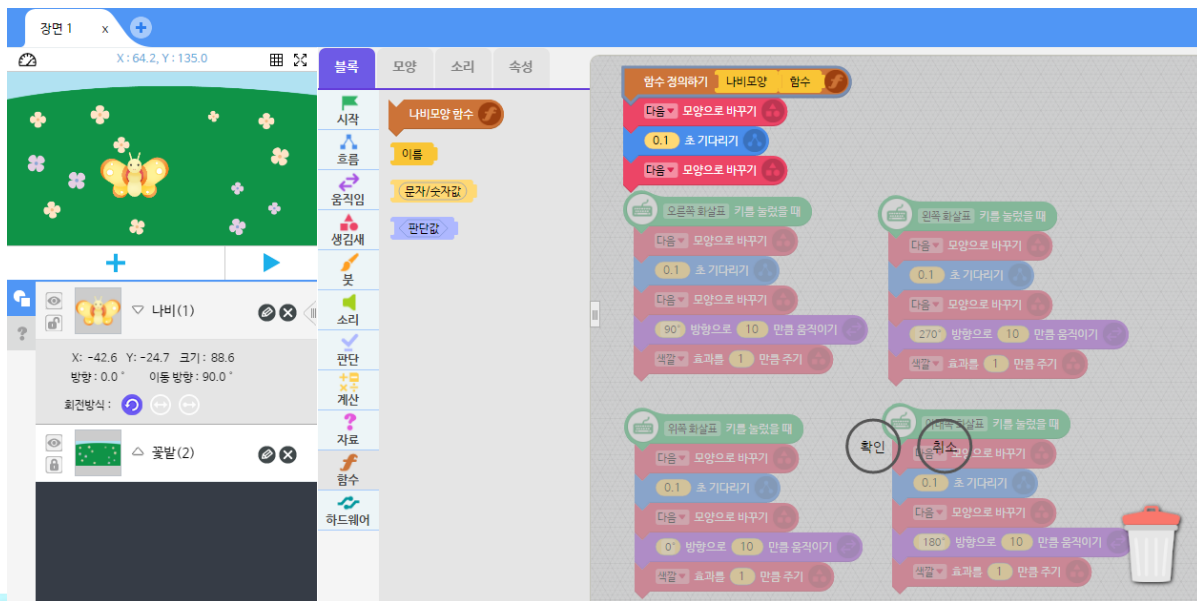 장면 1 x
X : 64.2, Y : 135.0
블록 모양 소리 속성
시작
흐름
움직임
생김새
붓
소리
판단
계산
자료
함수
하드웨어
나비모양 함수
이름
문자/숫자값
판단값
나비(1)
X: -42.6 Y: -24.7 크기 : 88.6
방향 : 0.0 ° 이동 방향 : 90.0 °
회전방식 :
꽃밭(2)
?
함수 정의하기 나비모양 함수
다음 모양으로 바꾸기
0.1 초 기다리기
다음 모양으로 바꾸기
오른쪽 화살표 키를 눌렀을 때
다음 모양으로 바꾸기
0.1 초 기다리기
다음 모양으로 바꾸기
90° 방향으로 10 만큼 움직이기
색깔 효과를 1 만큼 주기
왼쪽 화살표 키를 눌렀을 때
다음 모양으로 바꾸기
0.1 초 기다리기
다음 모양으로 바꾸기
270° 방향으로 10 만큼 움직이기
색깔 효과를 1 만큼 주기
위쪽 화살표 키를 눌렀을 때
다음 모양으로 바꾸기
0.1 초 기다리기
다음 모양으로 바꾸기
0° 방향으로 10 만큼 움직이기
색깔 효과를 1 만큼 주기
확인 취소
아래쪽 화살표 키를 눌렀을 때
다음 모양으로 바꾸기
0.1 초 기다리기
다음 모양으로 바꾸기
180° 방향으로 10 만큼 움직이기
색깔 효과를 1 만큼 주기